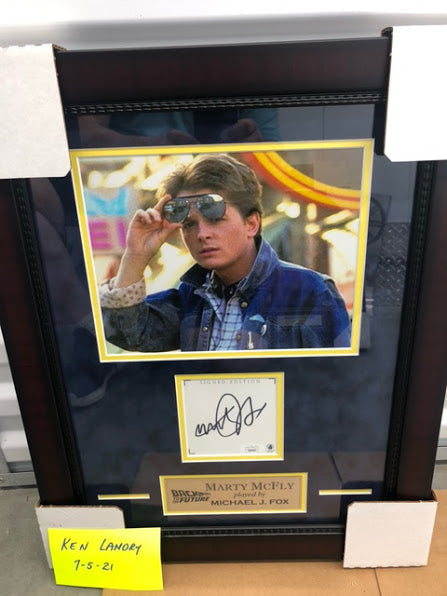 SIGNED EDITION
MARTY MCFLY
played by
BACK TO THE FUTURE
MICHAEL J. FOX
KEN LANDRY
7-5-21